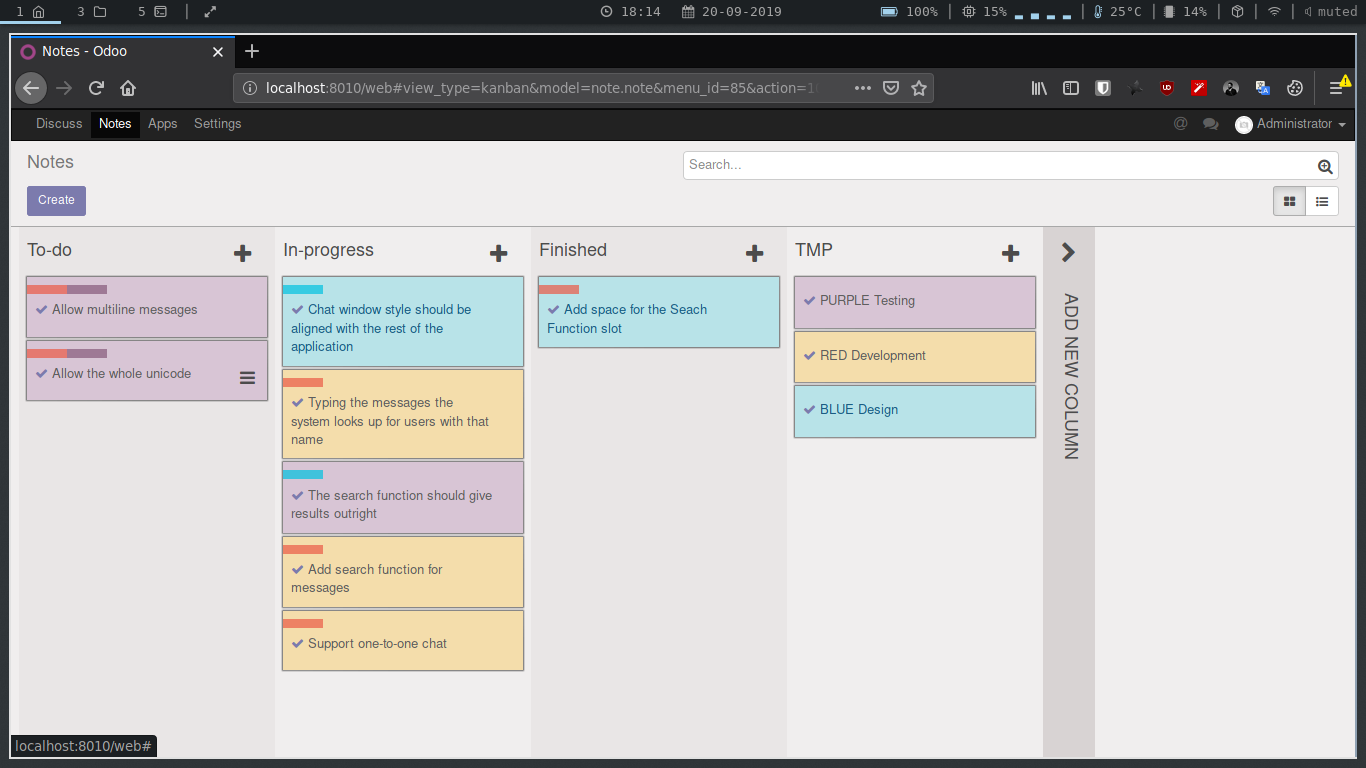 1 3 5 18:14 20-09-2019 100% 15% 25°C 14% muted
Notes - Odoo
localhost:8010/web#view_type=kanban&model=note.note&menu_id=85&action=1
Discuss Notes Apps Settings @ Administrator
Notes
Search...
Create
To-do
Allow multiline messages
Allow the whole unicode
In-progress
Chat window style should be
aligned with the rest of the
application
Typing the messages the
system looks up for users with that
name
The search function should give
results outright
Add search function for
messages
Support one-to-one chat
Finished
Add space for the Seach
Function slot
TMP
PURPLE Testing
RED Development
BLUE Design
ADD NEW COLUMN
localhost:8010/web#